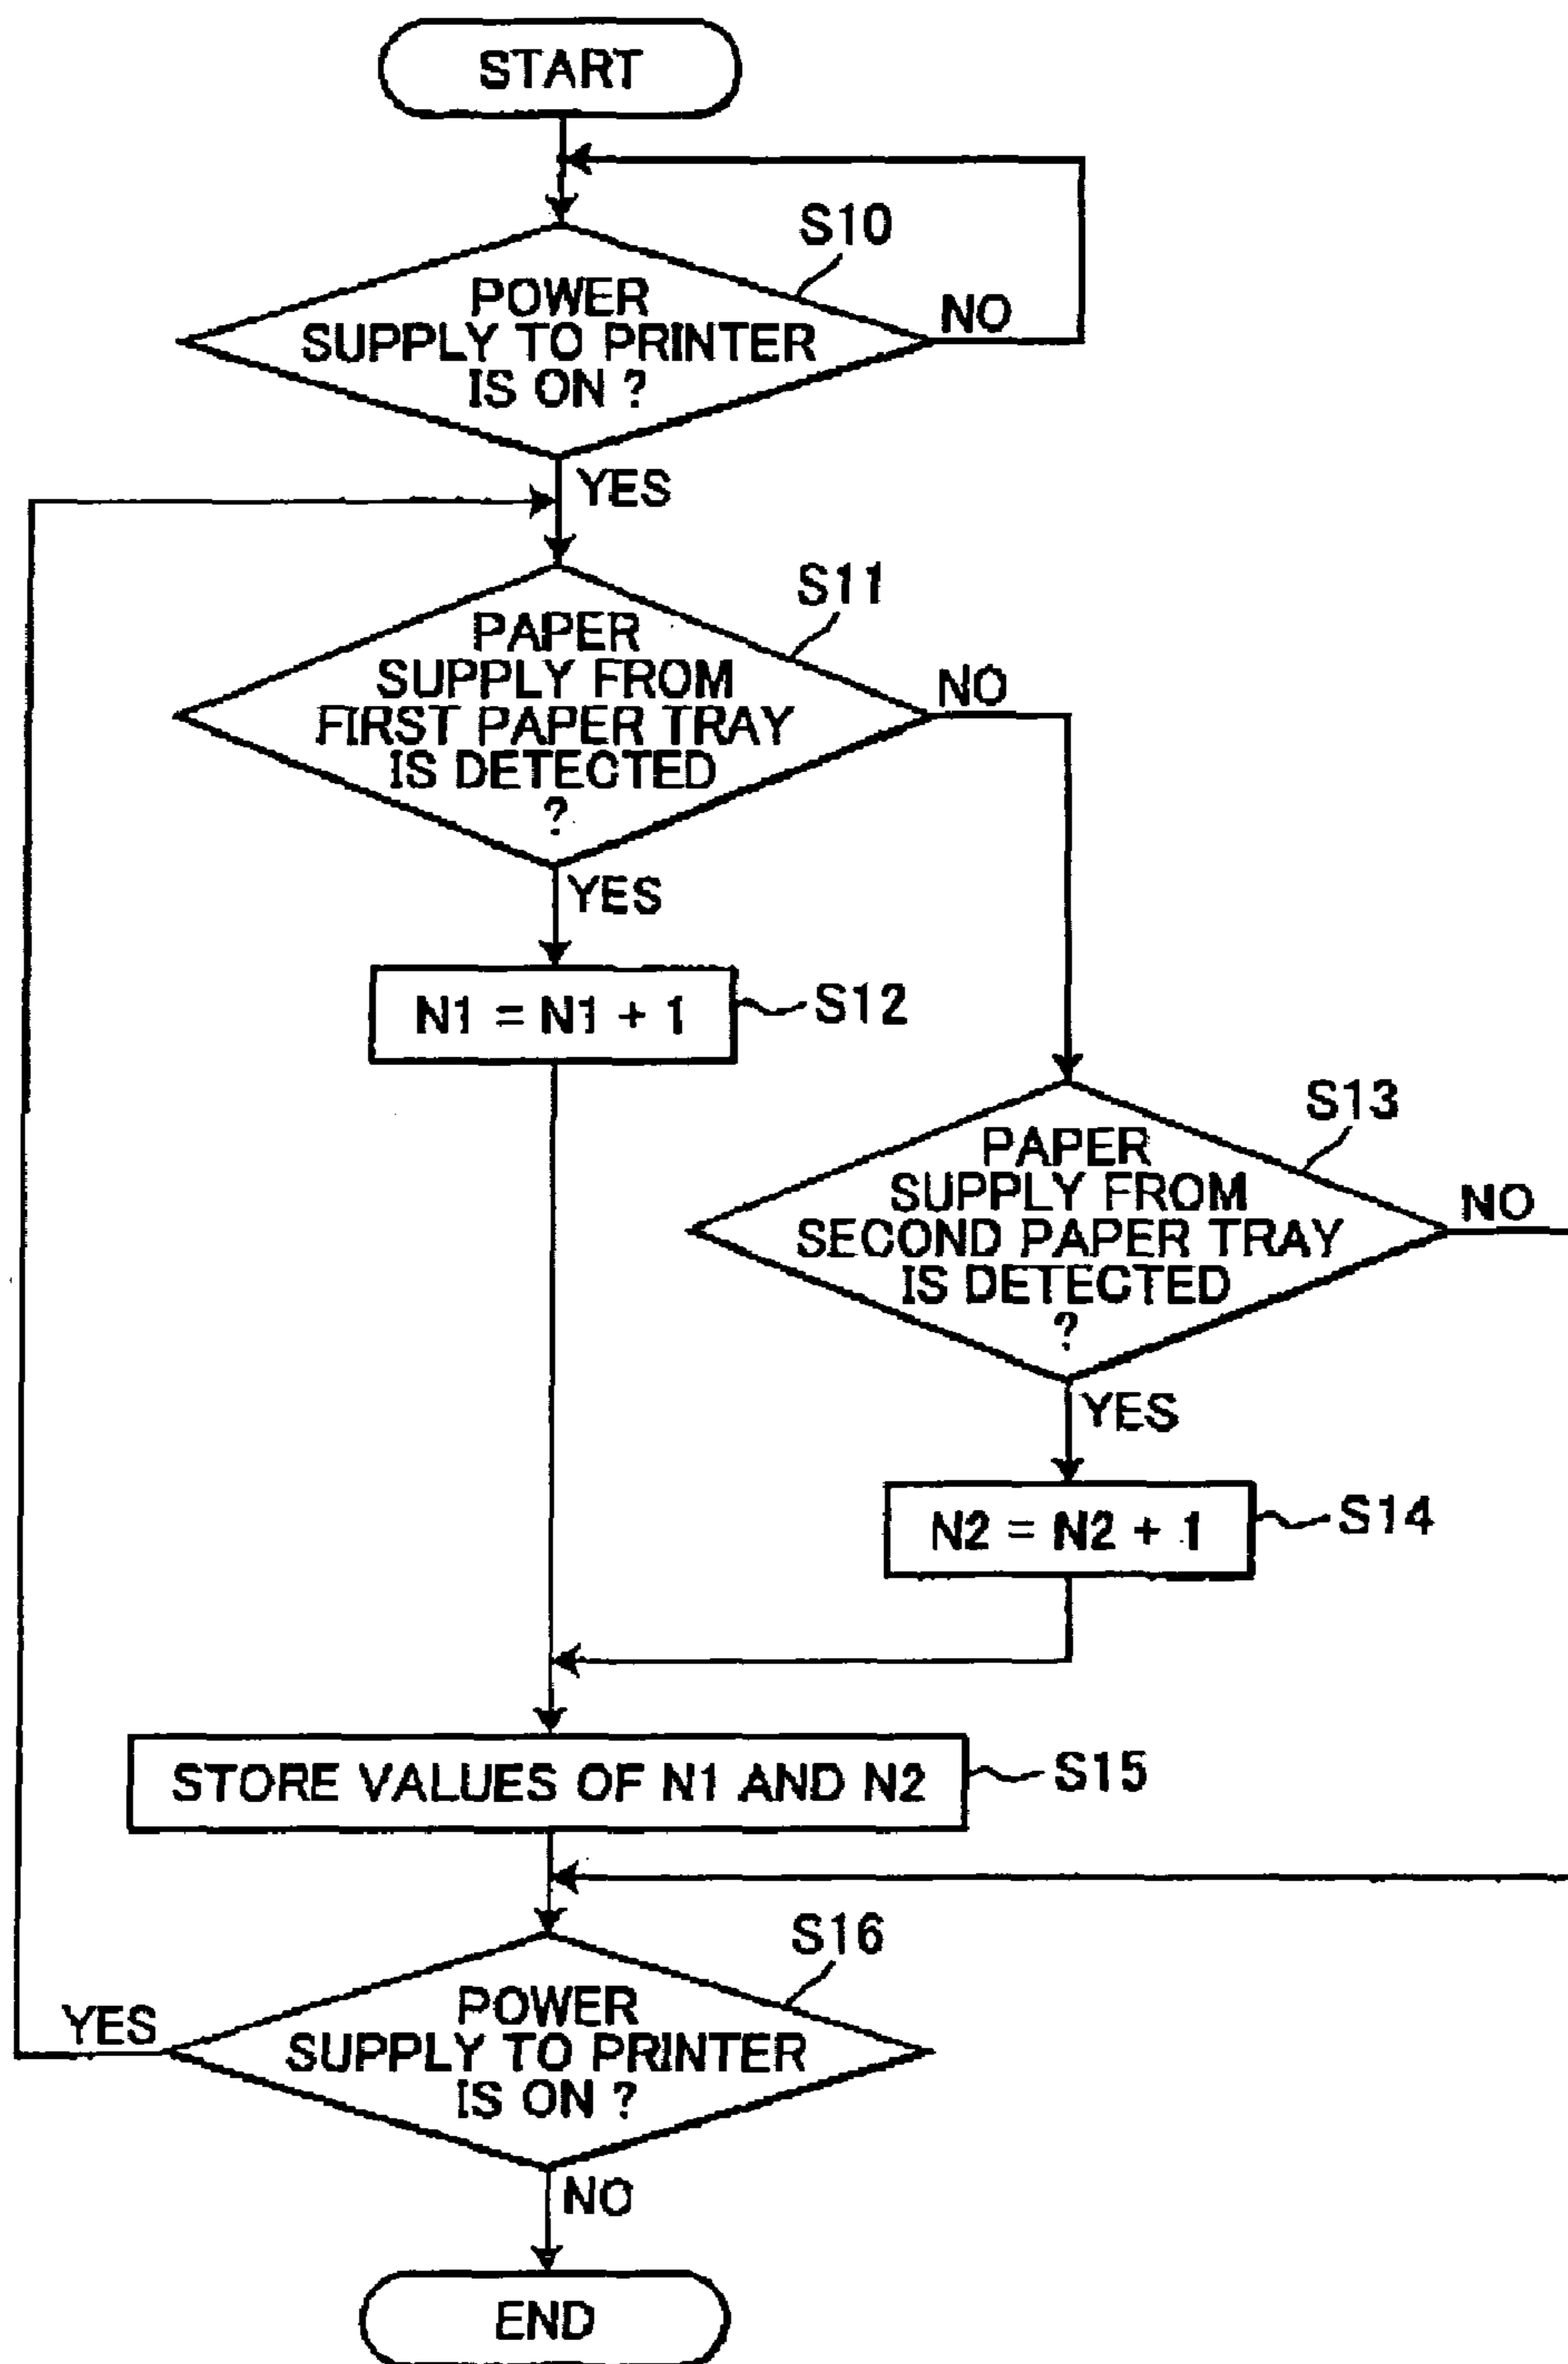 START
S10
POWER
SUPPLY TO PRINTER
IS ON ?
NO
YES
S11
PAPER
SUPPLY FROM
FIRST PAPER TRAY
IS DETECTED
?
NO
YES
N1 = N1 + 1
S12
S13
PAPER
SUPPLY FROM
SECOND PAPER TRAY
IS DETECTED
?
NO
YES
N2 = N2 + 1
S14
STORE VALUES OF N1 AND N2
S15
S16
POWER
SUPPLY TO PRINTER
IS ON ?
YES
NO
END